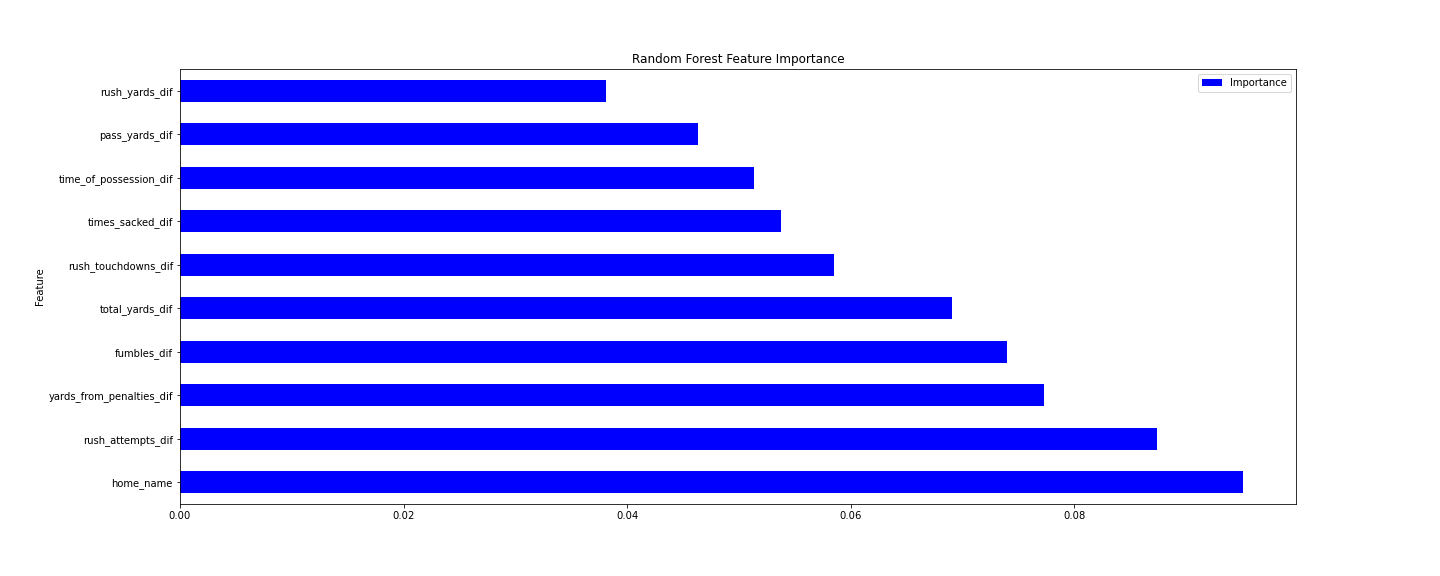 Random Forest Feature Importance
Importance
Feature
rush_yards_dif
pass_yards_dif
time_of_possession_dif
times_sacked_dif
rush_touchdowns_dif
total_yards_dif
fumbles_dif
yards_from_penalties_dif
rush_attempts_dif
home_name
0.00 0.02 0.04 0.06 0.08